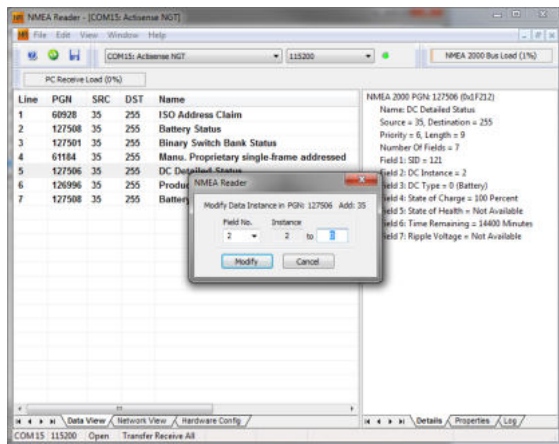 NMEA Reader - [COM15: Actisense NGT]
File Edit View Window Help
COM15: Actisense NGT 115200 NMEA 2000 Bus Load (1%)
PC Receive Load (0%)
Line PGN SRC DST Name
1 60928 35 255 ISO Address Claim
2 127508 35 255 Battery Status
3 127501 35 255 Binary Switch Bank Status
4 61184 35 255 Manu. Proprietary single-frame addressed
5 127506 35 255 DC Detailed Status
6 126996 35 255 Produc
7 127508 35 255 Battery
NMEA 2000 PGN: 127506 (0x1F212)
Name: DC Detailed Status
Source = 35, Destination = 255
Priority = 6, Length = 9
Number Of Fields = 7
Field 1: SID = 121
Field 2: DC Instance = 2
Field 3: DC Type = 0 (Battery)
Field 4: State of Charge = 100 Percent
Field 5: State of Health = Not Available
Field 6: Time Remaining = 14400 Minutes
Field 7: Ripple Voltage = Not Available
NMEA Reader
Modify Data Instance in PGN: 127506 Add: 35
Field No. Instance
2 2 to 0
Modify Cancel
Data View Network View Hardware Config
Details Properties Log
COM15 115200 Open Transfer Receive All